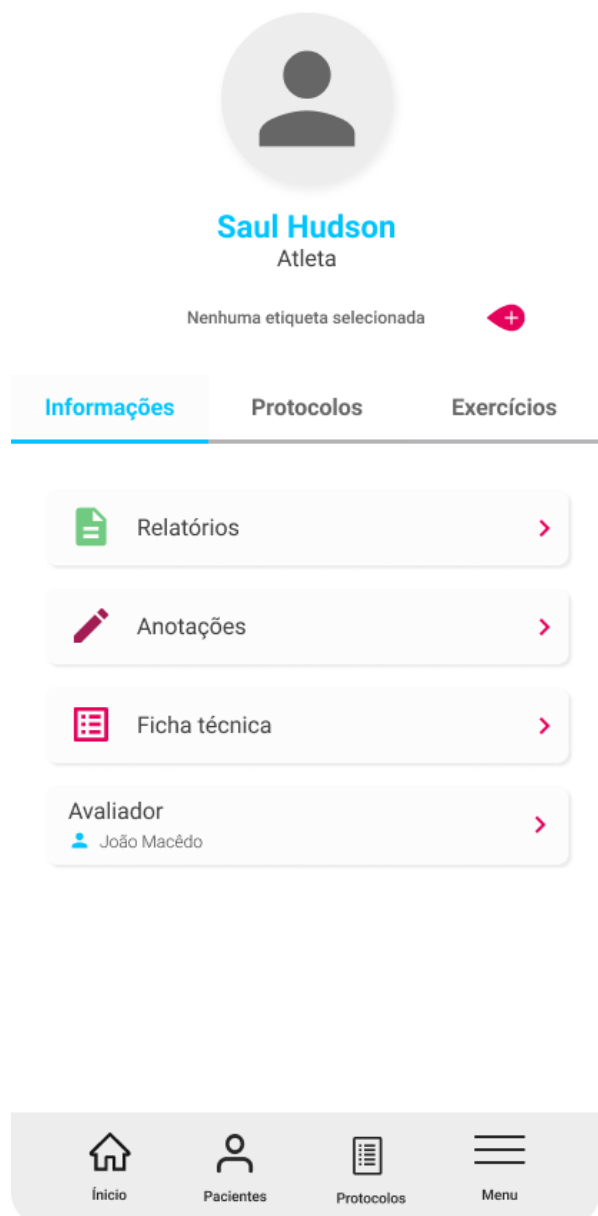 Saul Hudson
Atleta
Nenhuma etiqueta selecionada
Informações Protocolos Exercícios
Relatórios
Anotações
Ficha técnica
Avaliador
João Macêdo
Ínicio Pacientes Protocolos Menu